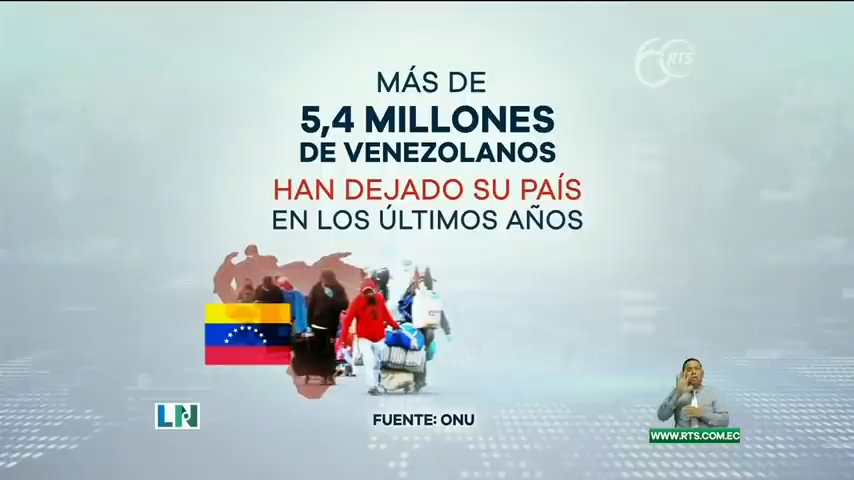 60 RTS
MÁS DE
5,4 MILLONES
DE VENEZOLANOS
HAN DEJADO SU PAÍS
EN LOS ÚLTIMOS AÑOS
LN
FUENTE: ONU
WWW.RTS.COM.EC